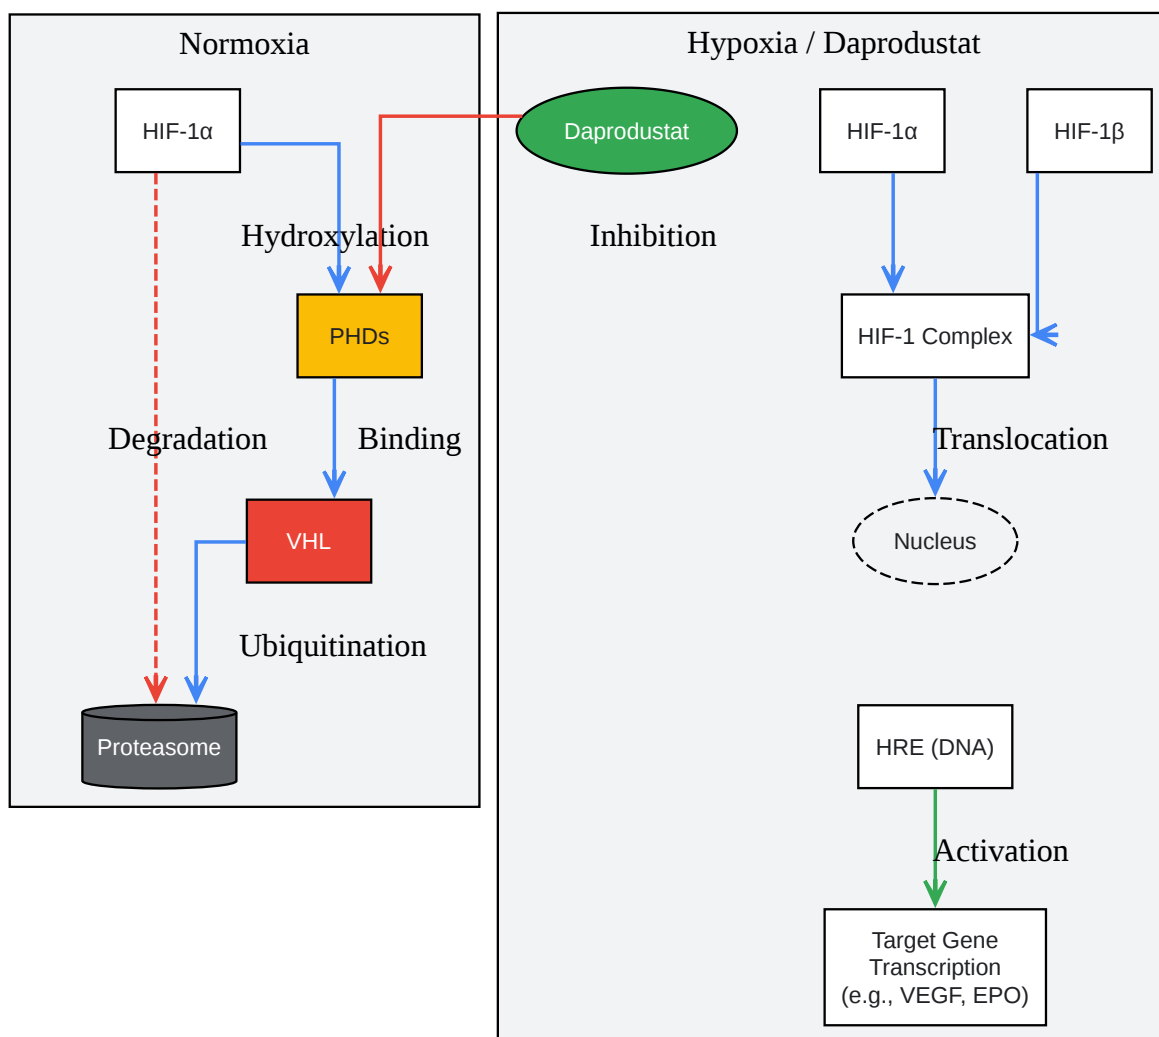 Normoxia
HIF-1α
Hydroxylation
PHDs
Degradation
Binding
VHL
Ubiquitination
Proteasome
Hypoxia / Daprodustat
Daprodustat
HIF-1α
HIF-1β
Inhibition
HIF-1 Complex
Translocation
Nucleus
HRE (DNA)
Activation
Target Gene
Transcription
(e.g., VEGF, EPO)